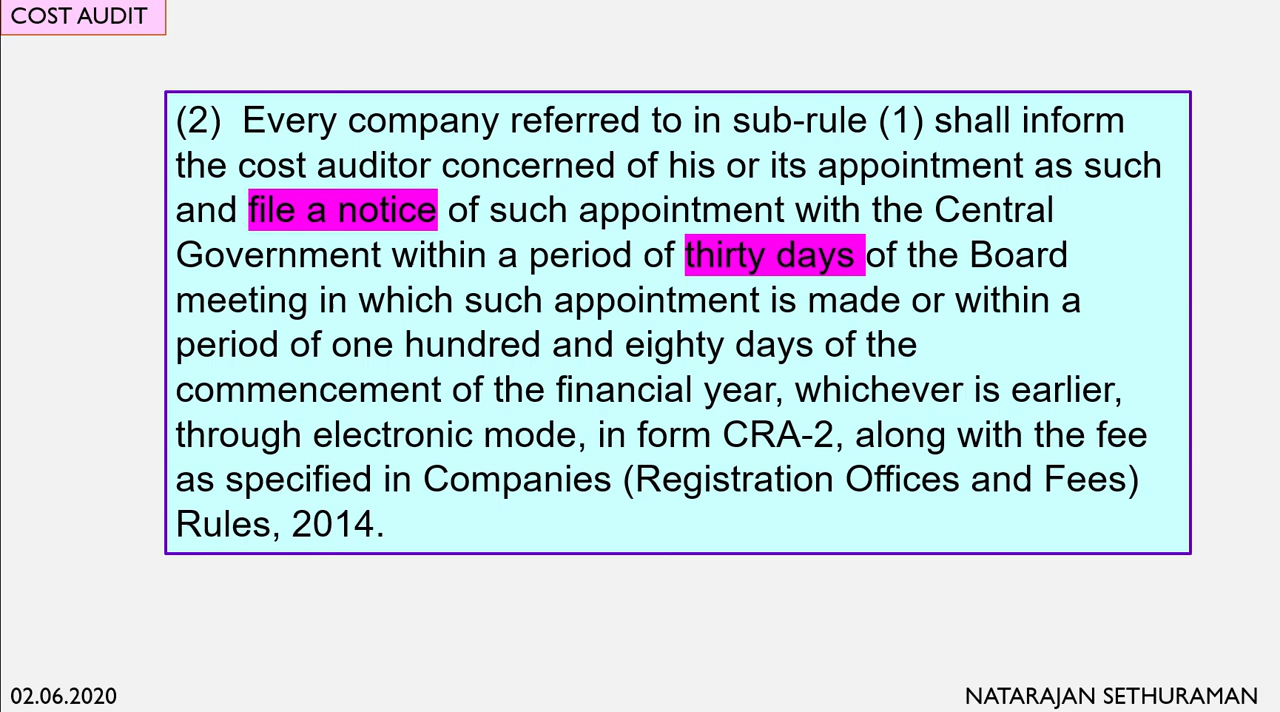 COST AUDIT
(2) Every company referred to in sub-rule (1) shall inform
the cost auditor concerned of his or its appointment as such
and file a notice of such appointment with the Central
Government within a period of thirty days of the Board
meeting in which such appointment is made or within a
period of one hundred and eighty days of the
commencement of the financial year, whichever is earlier,
through electronic mode, in form CRA-2, along with the fee
as specified in Companies (Registration Offices and Fees)
Rules, 2014.
02.06.2020
NATARAJAN SETHURAMAN